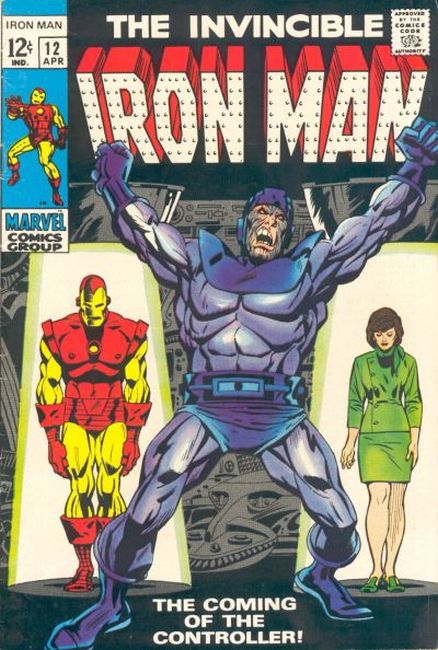 IRON MAN
12¢
IND.
12
APR
MARVEL
COMICS
GROUP
THE INVINCIBLE
IRON MAN
APPROVED
BY THE
COMICS
CODE
AUTHORITY
THE COMING
OF THE
CONTROLLER!